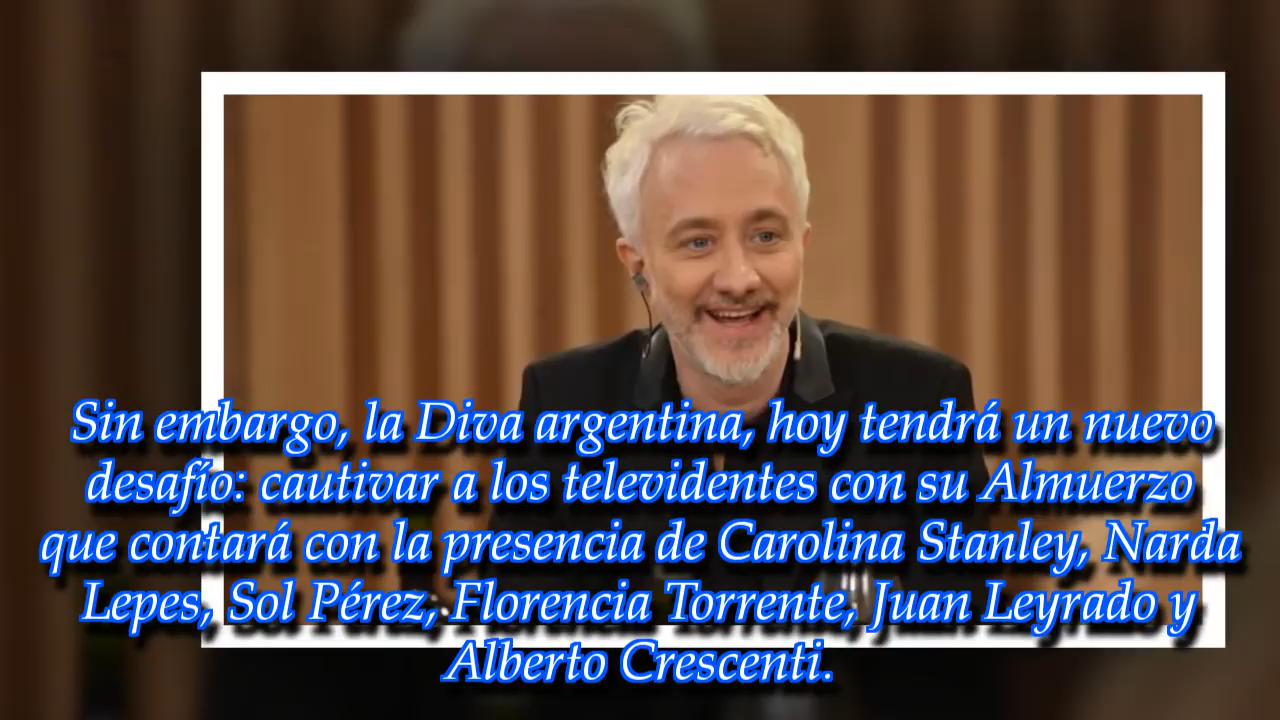 Sin embargo, la Diva argentina, hoy tendrá un nuevo
desafío: cautivar a los televidentes con su Almuerzo
que contará con la presencia de Carolina Stanley, Narda
Lepes, Sol Pérez, Florencia Torrente, Juan Leyrado y
Alberto Crescenti.